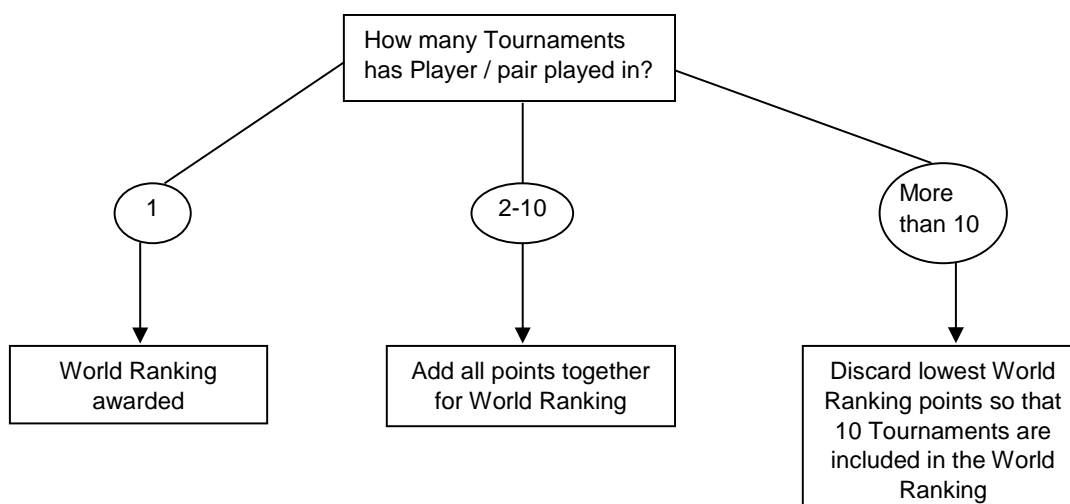 How many Tournaments
has Player / pair played in?
1
2-10
More
than 10
World Ranking
awarded
Add all points together
for World Ranking
Discard lowest World
Ranking points so that
10 Tournaments are
included in the World
Ranking